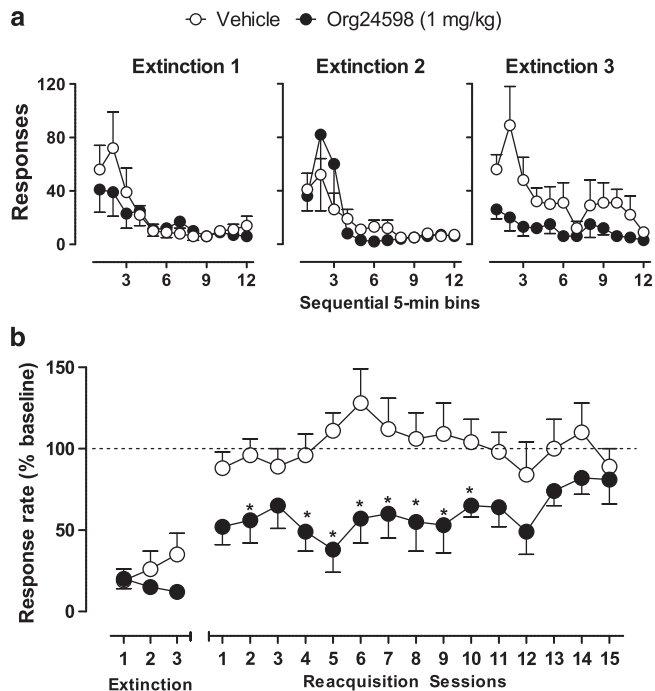 a
Vehicle Org24598 (1 mg/kg)
Extinction 1 Extinction 2 Extinction 3
Responses
120
80
40
0
3 6 9 12 3 6 9 12 3 6 9 12
Sequential 5-min bins
b
Response rate (% baseline)
150
100
50
0
* * * * * * * * *
1 2 3 1 2 3 4 5 6 7 8 9 10 11 12 13 14 15
Extinction Reacquisition Sessions